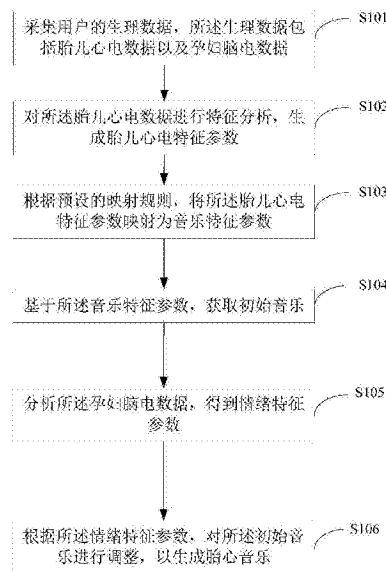 采集用户的生理数据，所述生理数据包 S101
括胎儿心电数据以及孕妇脑电数据
对所述胎儿心电数据进行特征分析，生 S102
成胎儿心电特征参数
根据预设的映射规则，将所述胎儿心电 S103
特征参数映射为音乐特征参数
基于所述音乐特征参数，获取初始音乐 S104
分析所述孕妇脑电数据，得到情绪特征 S105
参数
根据所述情绪特征参数，对所述初始音 S106
乐进行调整，以生成胎心音乐